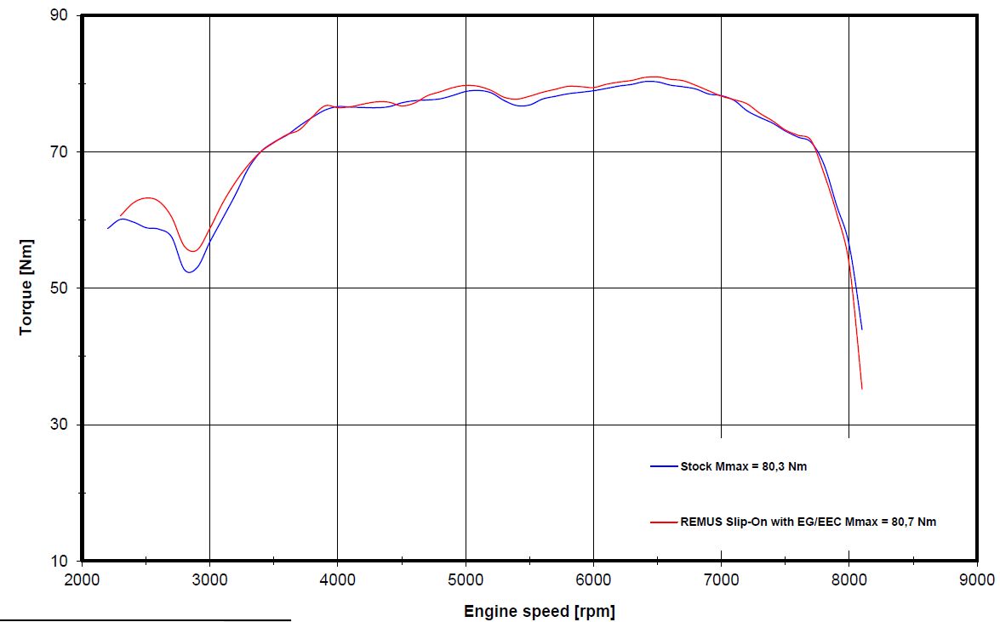 90
70
50
30
10
Torque [Nm]
Stock Mmax = 80,3 Nm
REMUS Slip-On with EG/EEC Mmax = 80,7 Nm
2000 3000 4000 5000 6000 7000 8000 9000
Engine speed [rpm]